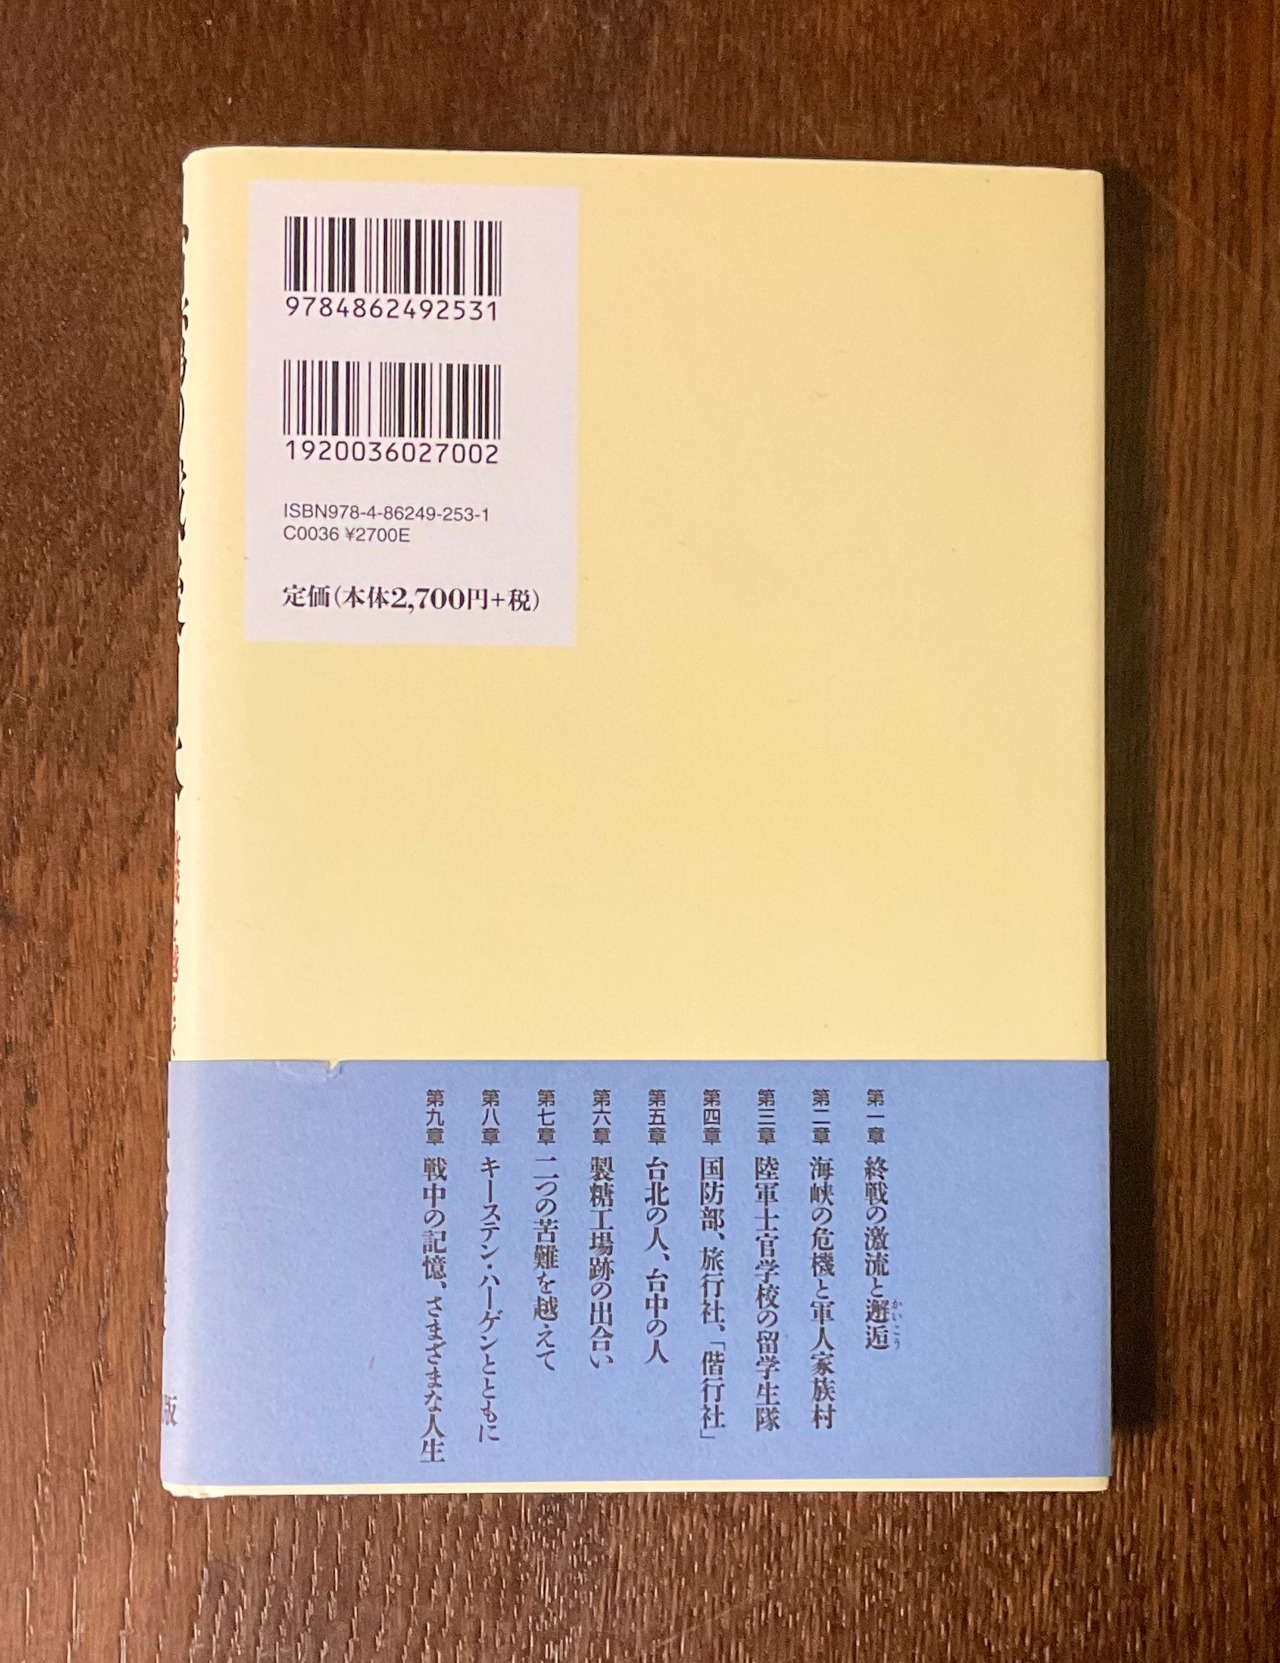 9784862492531
1920036027002
ISBN978-4-86249-253-1
C0036 ¥2700E
定価(本体2,700円+税)
第一章 終戦の激流と邂逅
かいこう
第二章 海峡の危機と軍人家族村
第三章 陸軍士官学校の留学生隊
第四章 国防部、旅行社、「偕行社」
第五章 台北の人、台中の人
第六章 製糖工場跡の出合い
第七章 二つの苦難を越えて
第八章 キーステン・ハーゲンとともに
第九章 戦中の記憶、さまざまな人生
版